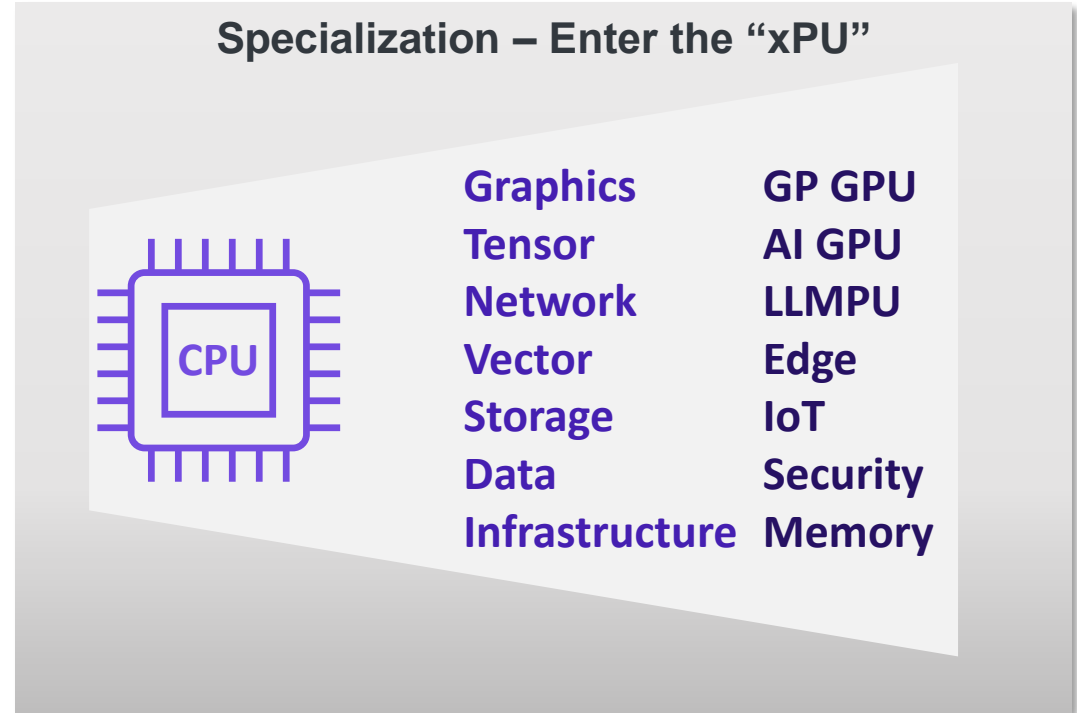 Specialization – Enter the “xPU”
CPU
Graphics GP GPU
Tensor AI GPU
Network LLMPU
Vector Edge
Storage IoT
Data Security
Infrastructure Memory